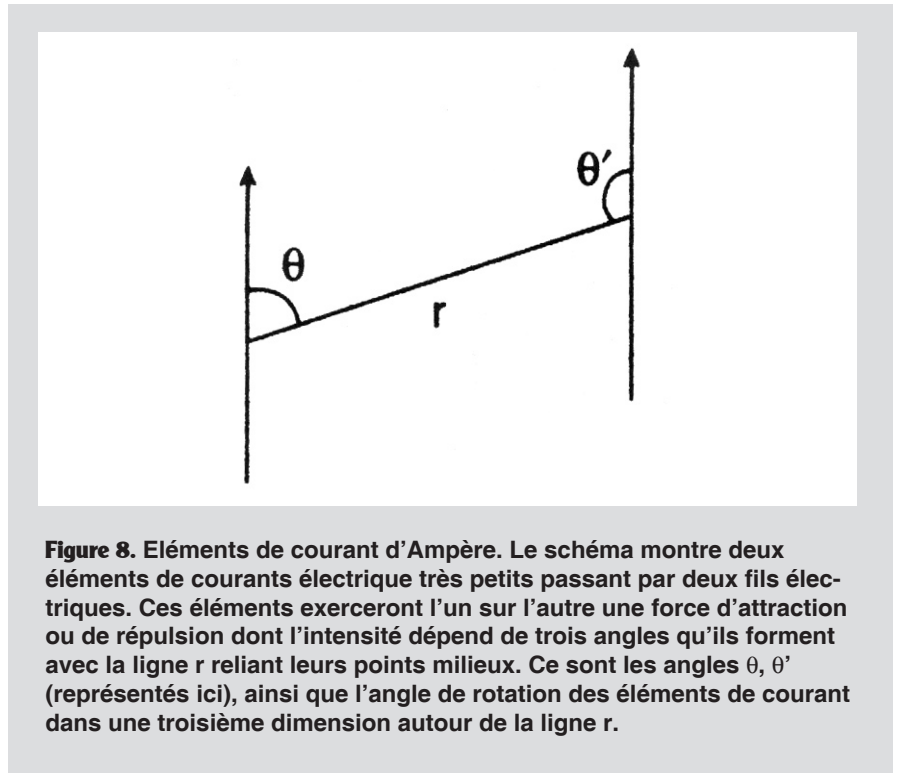 θ′
θ
r
Figure 8. Eléments de courant d’Ampère. Le schéma montre deux
éléments de courants électrique très petits passant par deux fils élec-
triques. Ces éléments exerceront l’un sur l’autre une force d’attraction
ou de répulsion dont l’intensité dépend de trois angles qu’ils forment
avec la ligne r reliant leurs points milieux. Ce sont les angles θ, θ’
(représentés ici), ainsi que l’angle de rotation des éléments de courant
dans une troisième dimension autour de la ligne r.